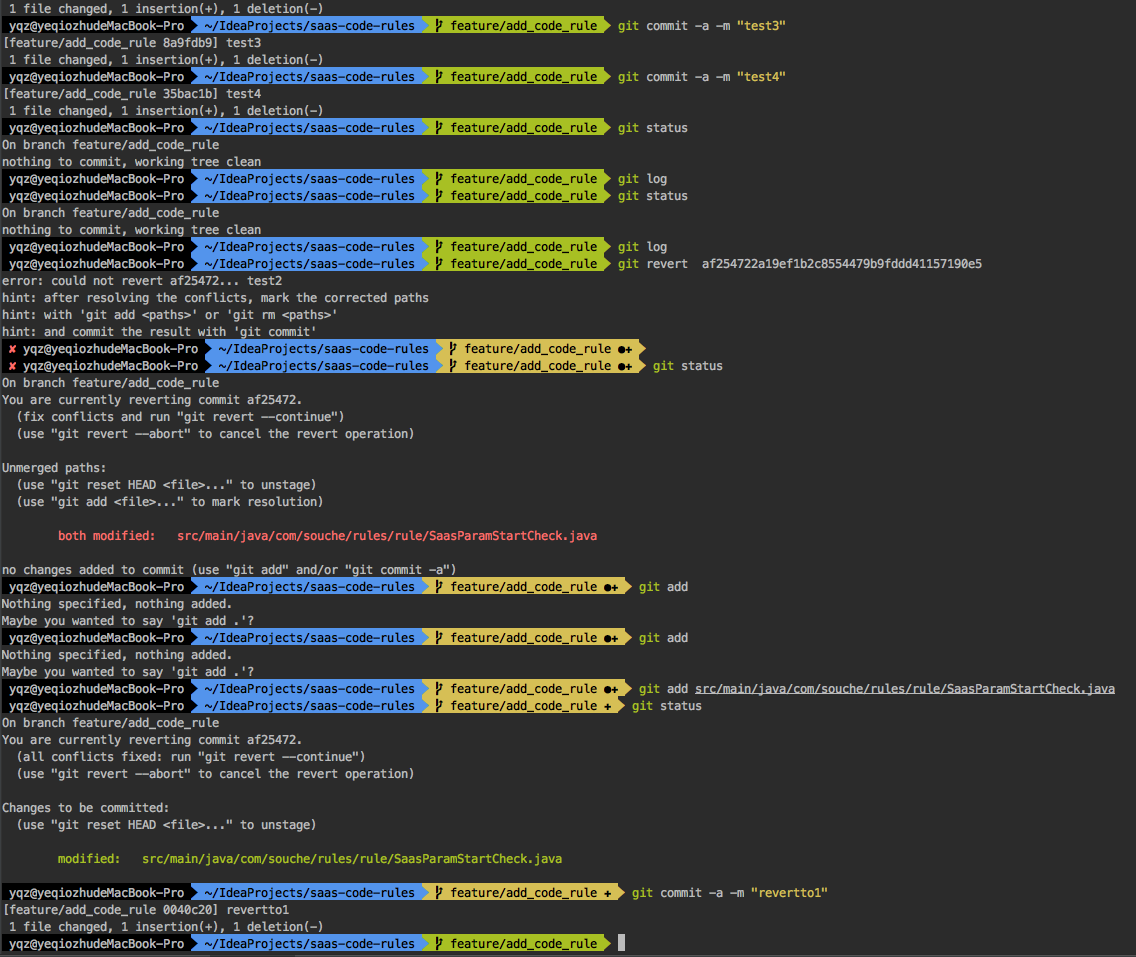 1 file changed, 1 insertion(+), 1 deletion(-)
yqz@yeqiozhudeMacBook-Pro ~/IdeaProjects/saas-code-rules feature/add_code_rule git commit -a -m "test3"
[feature/add_code_rule 8a9fdb9] test3
1 file changed, 1 insertion(+), 1 deletion(-)
yqz@yeqiozhudeMacBook-Pro ~/IdeaProjects/saas-code-rules feature/add_code_rule git commit -a -m "test4"
[feature/add_code_rule 35bac1b] test4
1 file changed, 1 insertion(+), 1 deletion(-)
yqz@yeqiozhudeMacBook-Pro ~/IdeaProjects/saas-code-rules feature/add_code_rule git status
On branch feature/add_code_rule
nothing to commit, working tree clean
yqz@yeqiozhudeMacBook-Pro ~/IdeaProjects/saas-code-rules feature/add_code_rule git log
yqz@yeqiozhudeMacBook-Pro ~/IdeaProjects/saas-code-rules feature/add_code_rule git status
On branch feature/add_code_rule
nothing to commit, working tree clean
yqz@yeqiozhudeMacBook-Pro ~/IdeaProjects/saas-code-rules feature/add_code_rule git log
yqz@yeqiozhudeMacBook-Pro ~/IdeaProjects/saas-code-rules feature/add_code_rule git revert af254722a19ef1b2c8554479b9fddd41157190e5
error: could not revert af25472... test2
hint: after resolving the conflicts, mark the corrected paths
hint: with 'git add <paths>' or 'git rm <paths>'
hint: and commit the result with 'git commit'
✘ yqz@yeqiozhudeMacBook-Pro ~/IdeaProjects/saas-code-rules feature/add_code_rule ●+
✘ yqz@yeqiozhudeMacBook-Pro ~/IdeaProjects/saas-code-rules feature/add_code_rule ●+ git status
On branch feature/add_code_rule
You are currently reverting commit af25472.
(fix conflicts and run "git revert --continue")
(use "git revert --abort" to cancel the revert operation)
Unmerged paths:
(use "git reset HEAD <file>..." to unstage)
(use "git add <file>..." to mark resolution)
both modified: src/main/java/com/souche/rules/rule/SaasParamStartCheck.java
no changes added to commit (use "git add" and/or "git commit -a")
yqz@yeqiozhudeMacBook-Pro ~/IdeaProjects/saas-code-rules feature/add_code_rule ●+ git add
Nothing specified, nothing added.
Maybe you wanted to say 'git add .'?
yqz@yeqiozhudeMacBook-Pro ~/IdeaProjects/saas-code-rules feature/add_code_rule ●+ git add
Nothing specified, nothing added.
Maybe you wanted to say 'git add .'?
yqz@yeqiozhudeMacBook-Pro ~/IdeaProjects/saas-code-rules feature/add_code_rule ●+ git add src/main/java/com/souche/rules/rule/SaasParamStartCheck.java
yqz@yeqiozhudeMacBook-Pro ~/IdeaProjects/saas-code-rules feature/add_code_rule + git status
On branch feature/add_code_rule
You are currently reverting commit af25472.
(all conflicts fixed: run "git revert --continue")
(use "git revert --abort" to cancel the revert operation)
Changes to be committed:
(use "git reset HEAD <file>..." to unstage)
modified: src/main/java/com/souche/rules/rule/SaasParamStartCheck.java
yqz@yeqiozhudeMacBook-Pro ~/IdeaProjects/saas-code-rules feature/add_code_rule + git commit -a -m "revertto1"
[feature/add_code_rule 0040c20] revertto1
1 file changed, 1 insertion(+), 1 deletion(-)
yqz@yeqiozhudeMacBook-Pro ~/IdeaProjects/saas-code-rules feature/add_code_rule